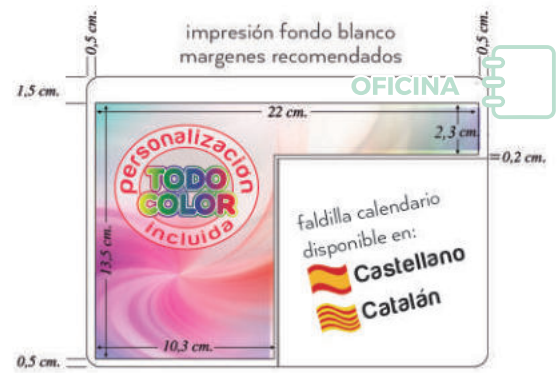 impresión fondo blanco
margenes recomendados
0,5 cm.
0,5 cm.
1,5 cm.
OFICINA
22 cm.
2,3 cm.
0,2 cm.
personalización
TODO
COLOR
incluida
faldilla calendario
disponible en:
Castellano
Catalán
13,5 cm.
10,3 cm.
0,5 cm.